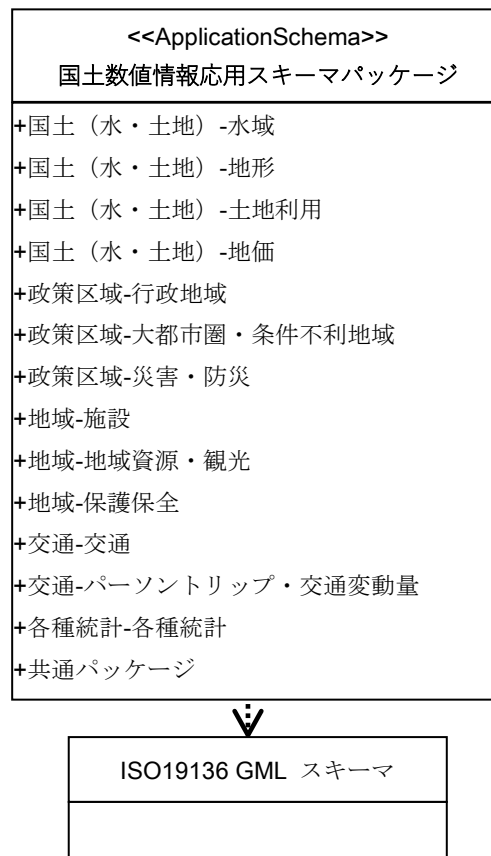 <<ApplicationSchema>>
国土数値情報応用スキーマパッケージ
+国土（水・土地）-水域
+国土（水・土地）-地形
+国土（水・土地）-土地利用
+国土（水・土地）-地価
+政策区域-行政地域
+政策区域-大都市圏・条件不利地域
+政策区域-災害・防災
+地域-施設
+地域-地域資源・観光
+地域-保護保全
+交通-交通
+交通-パーソントリップ・交通変動量
+各種統計-各種統計
+共通パッケージ
ISO19136 GML スキーマ